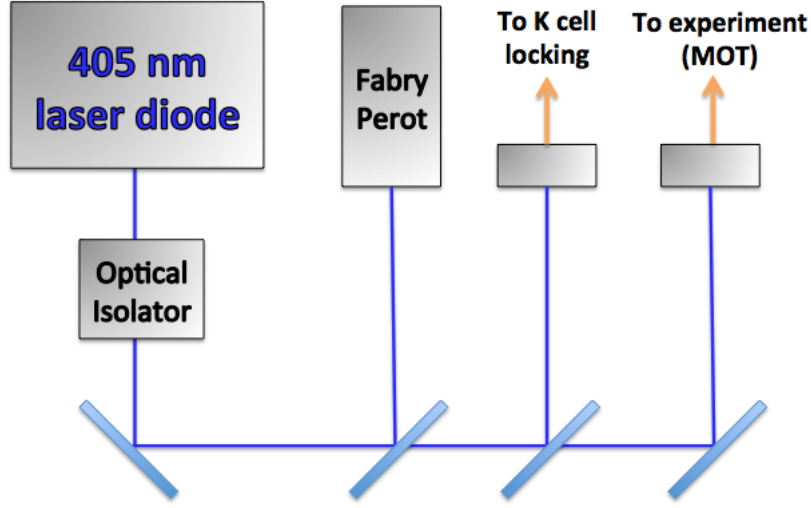 405 nm
laser diode
Fabry
Perot
To K cell
locking
To experiment
(MOT)
Optical
Isolator